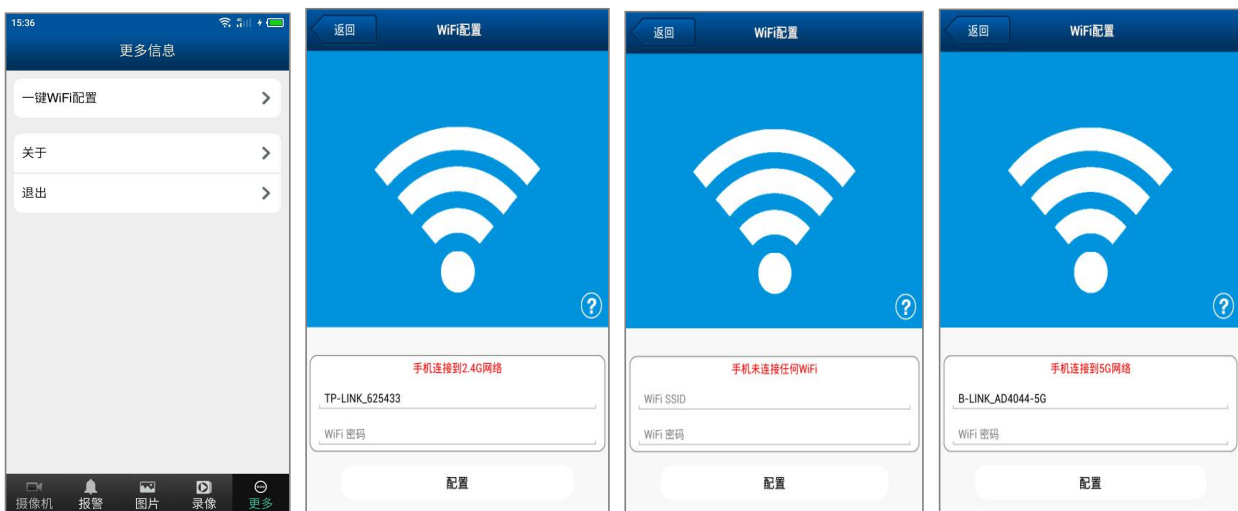 15:36
更多信息
一键WiFi配置
关于
退出
摄像机
报警
图片
录像
更多
返回
WiFi配置
?
手机连接到2.4G网络
TP-LINK_625433
WiFi 密码
配置
返回
WiFi配置
?
手机未连接任何WiFi
WiFi SSID
WiFi 密码
配置
返回
WiFi配置
?
手机连接到5G网络
B-LINK_AD4044-5G
WiFi 密码
配置